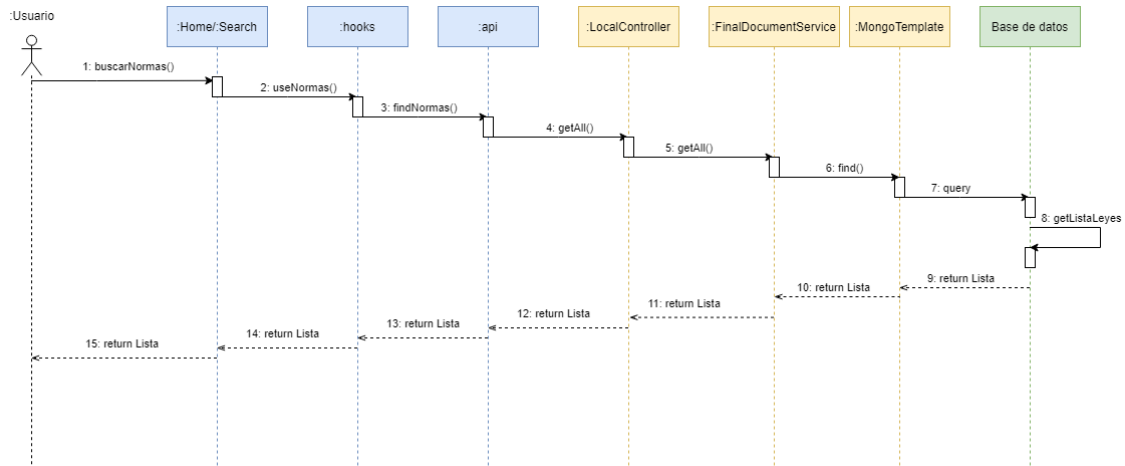 :Usuario
:Home/:Search
:hooks
:api
:LocalController
:FinalDocumentService
:MongoTemplate
Base de datos
1: buscarNormas()
2: useNormas()
3: findNormas()
4: getAll()
5: getAll()
6: find()
7: query
8: getListaLeyes
9: return Lista
10: return Lista
11: return Lista
12: return Lista
13: return Lista
14: return Lista
15: return Lista